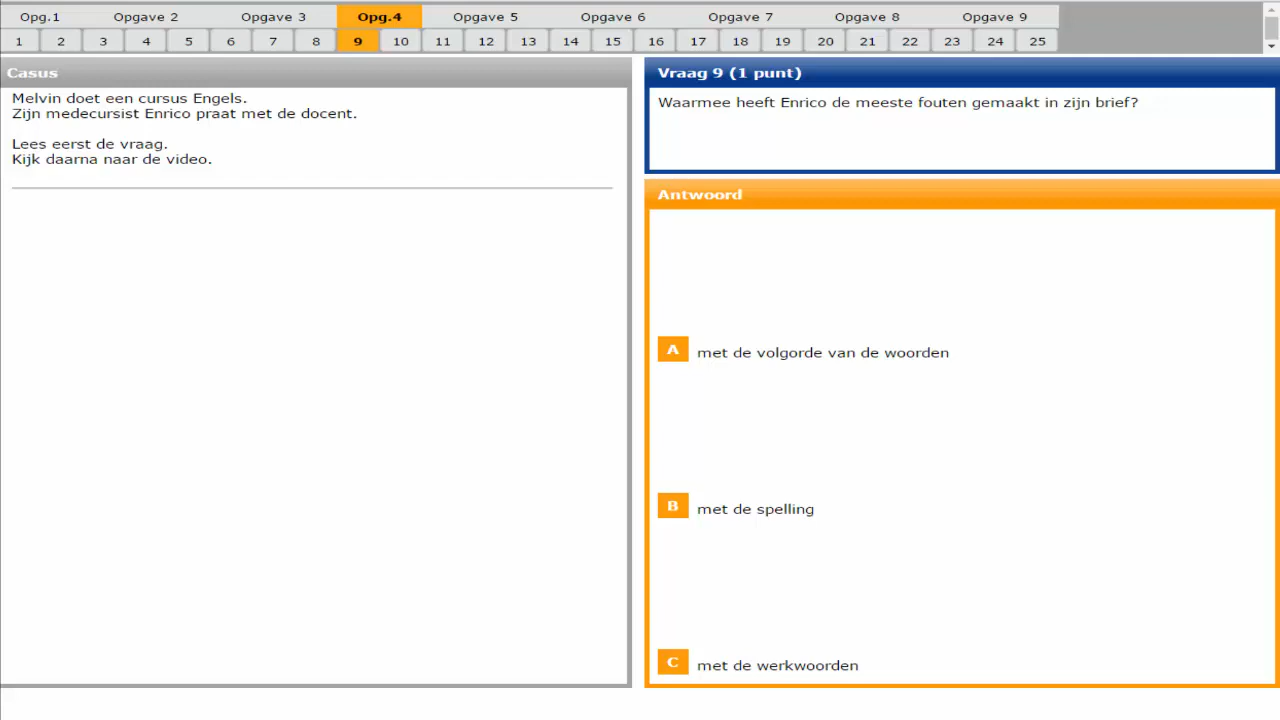 Opg.1 Opgave 2 Opgave 3 Opg.4 Opgave 5 Opgave 6 Opgave 7 Opgave 8 Opgave 9
1 2 3 4 5 6 7 8 9 10 11 12 13 14 15 16 17 18 19 20 21 22 23 24 25
Casus
Melvin doet een cursus Engels.
Zijn medecursist Enrico praat met de docent.
Lees eerst de vraag.
Kijk daarna naar de video.
Vraag 9 (1 punt)
Waarmee heeft Enrico de meeste fouten gemaakt in zijn brief?
Antwoord
A met de volgorde van de woorden
B met de spelling
C met de werkwoorden